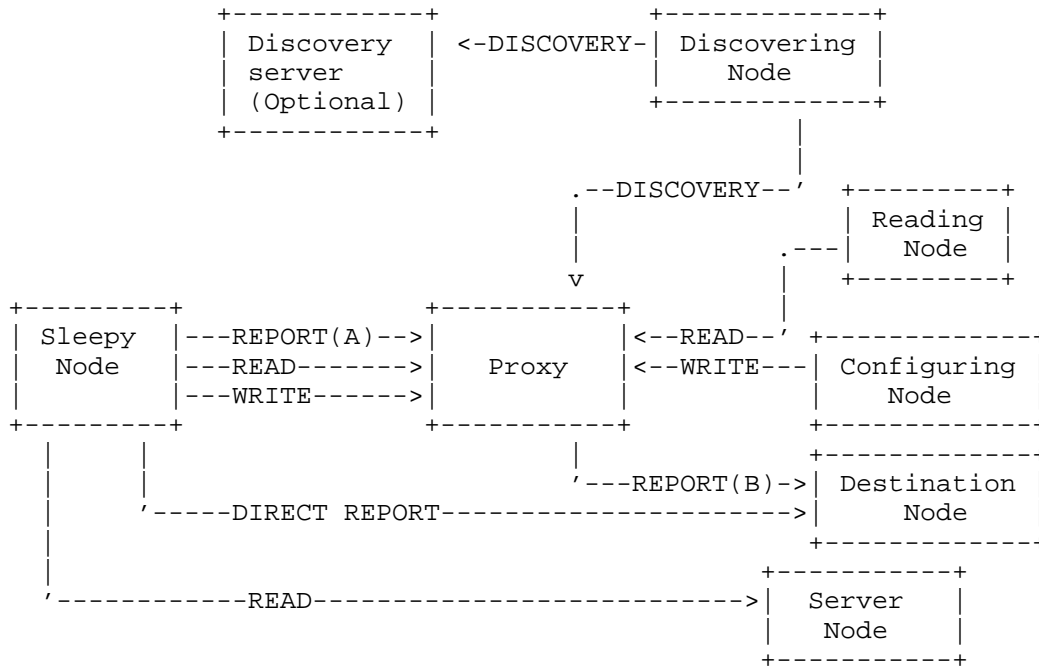 Discovery <-DISCOVERY- Discovering
server Node
(Optional)
.--DISCOVERY--’
Reading
Node
v
Sleepy ---REPORT(A)--> <--READ---’
Node ---READ-------> Proxy <--WRITE--- Configuring
---WRITE------> Node
’---REPORT(B)-> Destination
’-----DIRECT REPORT----------------------> Node
’------------READ---------------------------> Server
Node